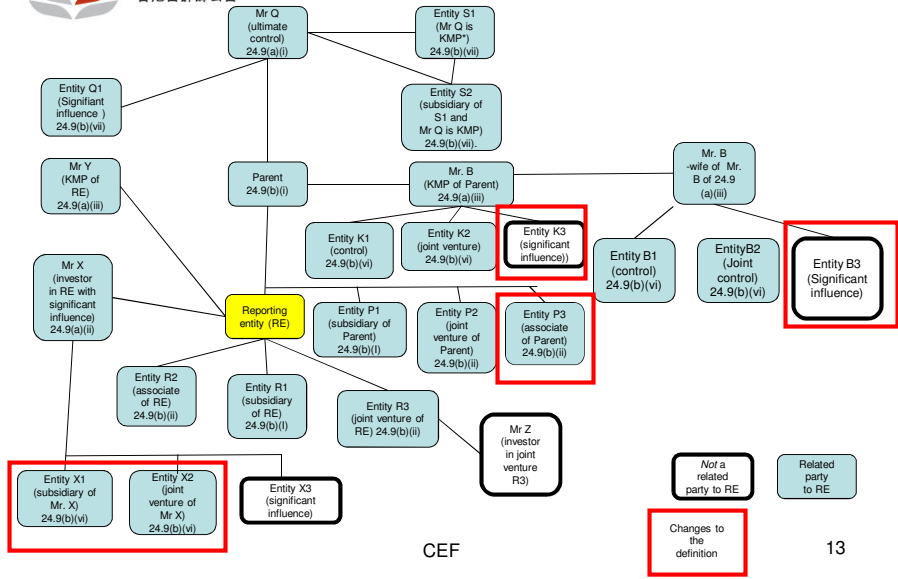 Mr Q
(ultimate
control)
24.9(a)(i)
Entity S1
(Mr Q is
KMP*)
24.9(b)(vii)
Entity Q1
(Signifiant
influence )
24.9(b)(vii)
Entity S2
(subsidiary of
S1 and
Mr Q is KMP)
24.9(b)(vii).
Mr Y
(KMP of
RE)
24.9(a)(iii)
Parent
24.9(b)(i)
Mr. B
(KMP of Parent)
24.9(a)(iii)
Mr. B
-wife of Mr.
B of 24.9
(a)(iii)
Entity K1
(control)
24.9(b)(vi)
Entity K2
(joint venture)
24.9(b)(vi)
Entity K3
(significant
influence))
Entity B1
(control)
24.9(b)(vi)
EntityB2
(Joint
control)
24.9(b)(vi)
Entity B3
(Significant
influence)
Mr X
(investor
in RE with
significant
influence)
24.9(a)(ii)
Reporting
entity (RE)
Entity P1
(subsidiary of
Parent)
24.9(b)(I)
Entity P2
(joint
venture of
Parent)
24.9(b)(ii)
Entity P3
(associate
of Parent)
24.9(b)(ii)
Entity R2
(associate
of RE)
24.9(b)(ii)
Entity R1
(subsidiary
of RE)
24.9(b)(I)
Entity R3
(joint venture of
RE) 24.9(b)(ii)
Mr Z
(investor
in joint
venture
R3)
Entity X1
(subsidiary of
Mr. X)
24.9(b)(vi)
Entity X2
(joint
venture of
Mr X)
24.9(b)(vi)
Entity X3
(significant
influence)
Not a
related
party to RE
Related
party
to RE
Changes to
the
definition
CEF
13